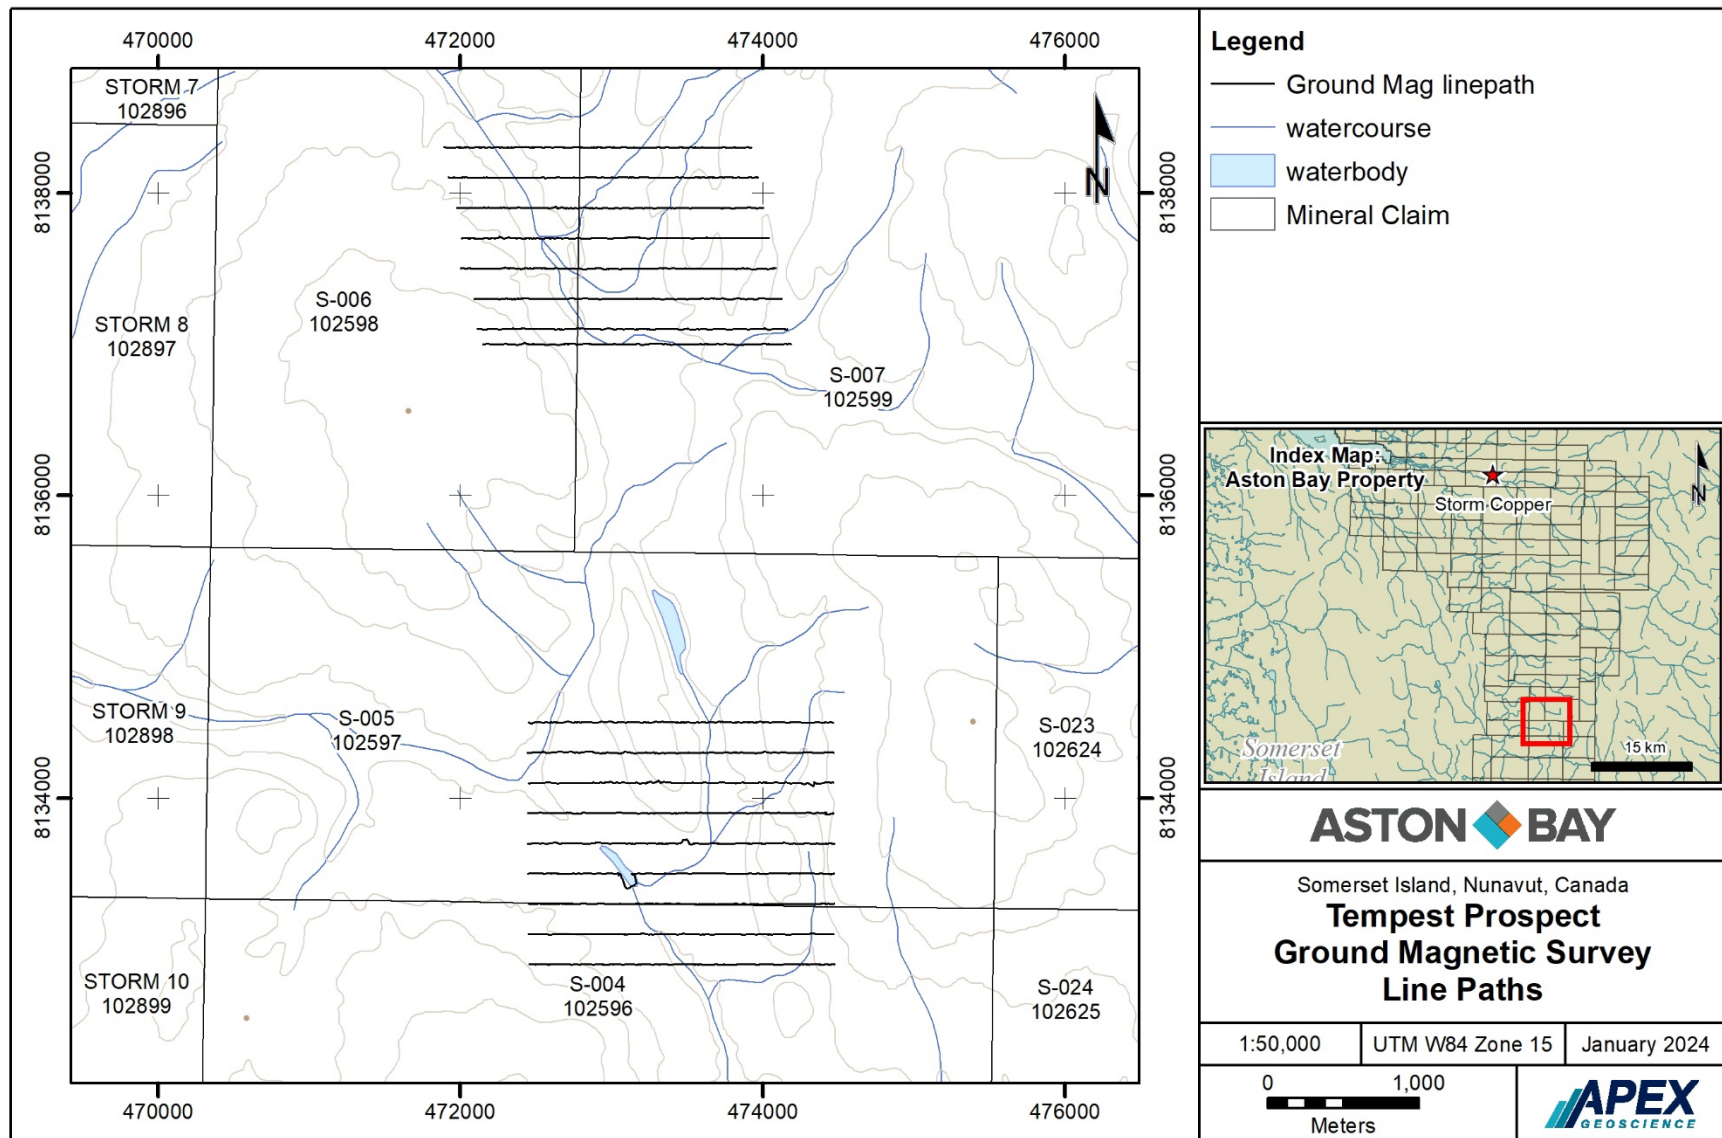 470000 472000 474000 476000
8138000
8136000
8134000
STORM 7
102896
STORM 8
102897
S-006
102598
S-007
102599
STORM 9
102898
S-005
102597
S-023
102624
STORM 10
102899
S-004
102596
S-024
102625
N
8138000
8136000
8134000
470000 472000 474000 476000
Legend
Ground Mag linepath
watercourse
waterbody
Mineral Claim
Index Map:
Aston Bay Property
N
Storm Copper
Somerset
Island
15 km
ASTON BAY
Somerset Island, Nunavut, Canada
Tempest Prospect
Ground Magnetic Survey
Line Paths
1:50,000 UTM W84 Zone 15 January 2024
0 1,000
Meters
APEX
GEOSCIENCE